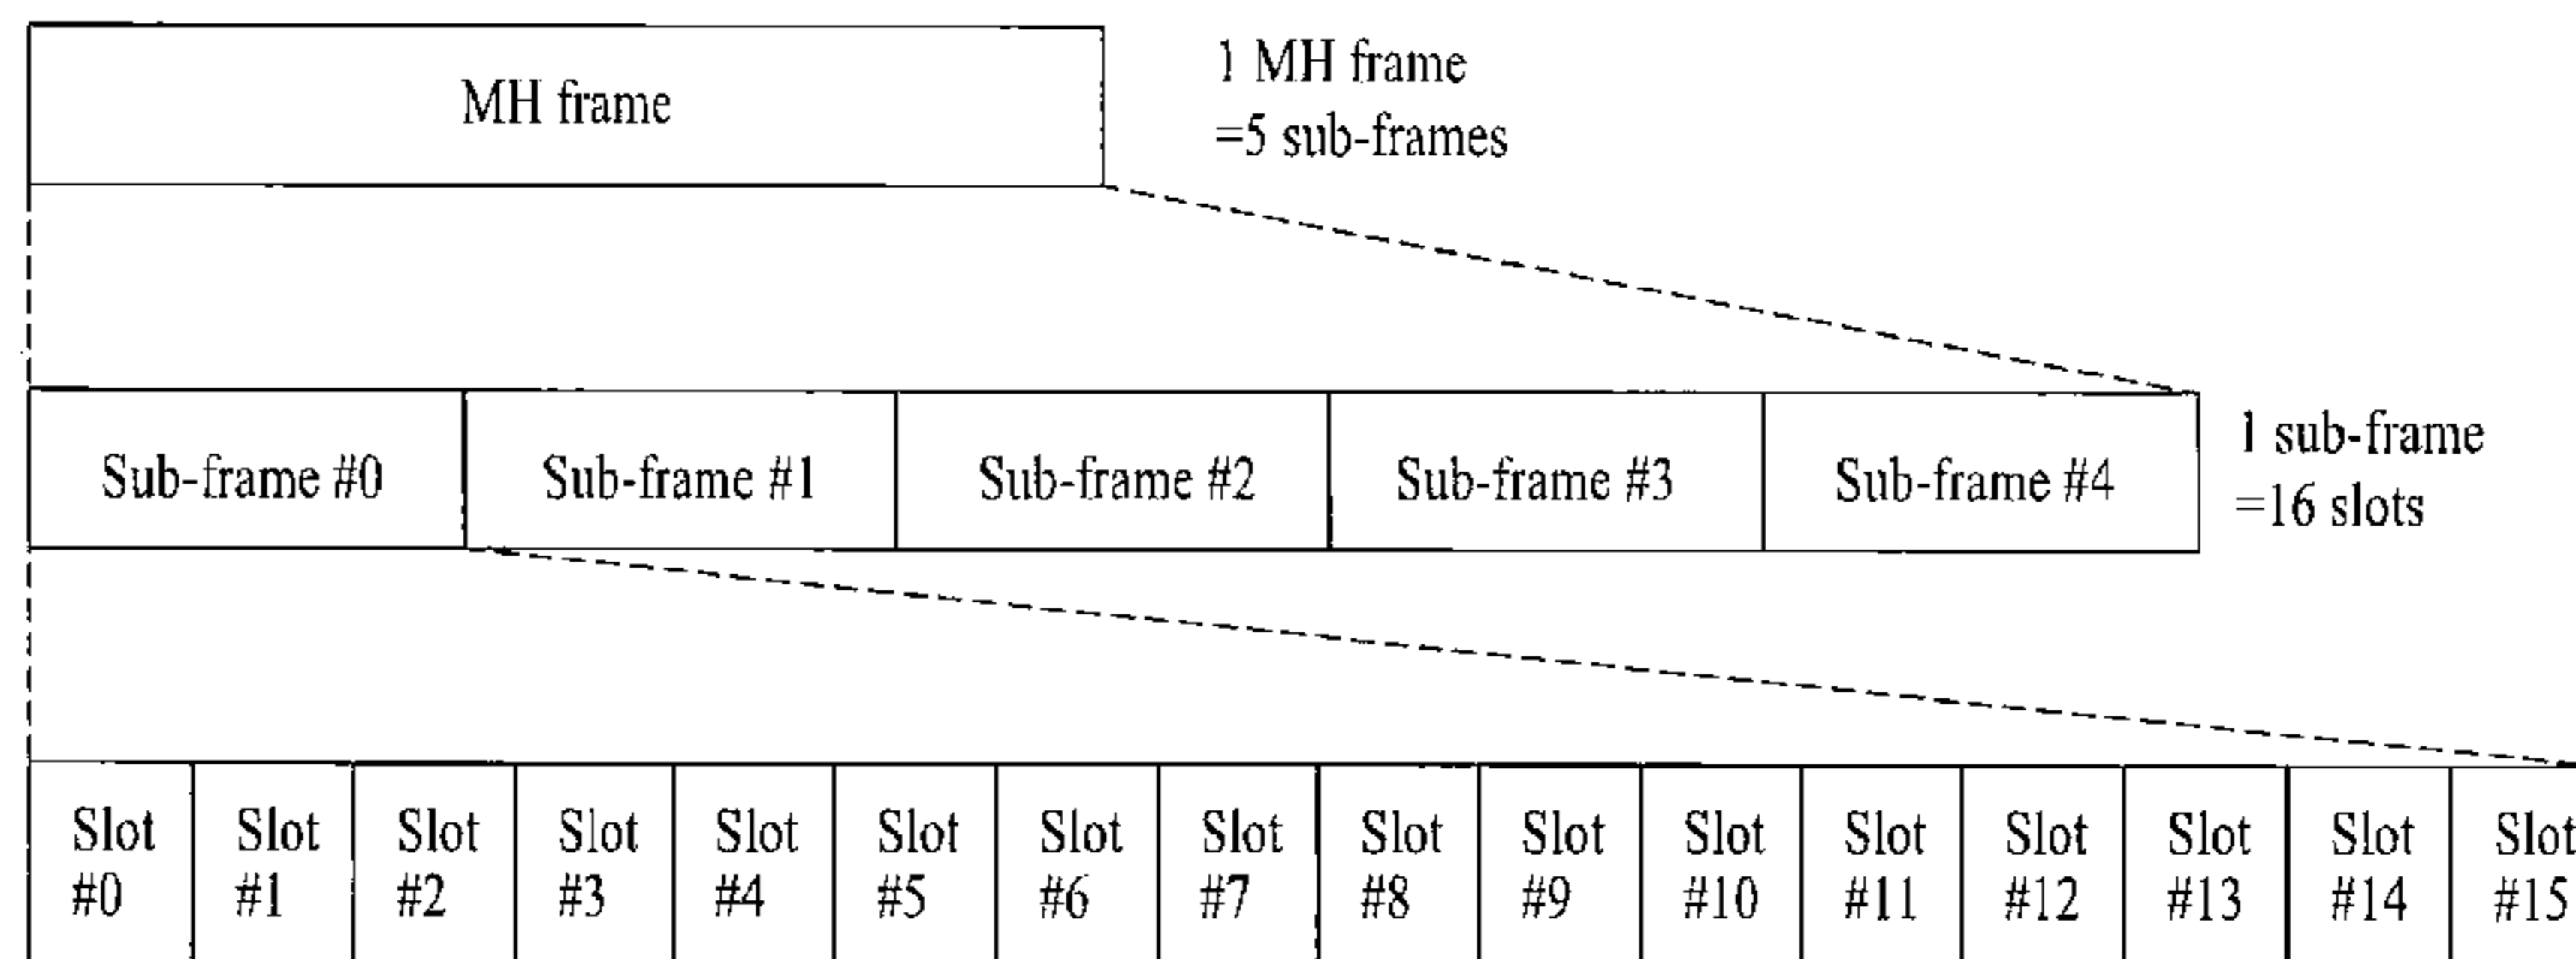 MH frame
1 MH frame
=5 sub-frames
Sub-frame #0
Sub-frame #1
Sub-frame #2
Sub-frame #3
Sub-frame #4
1 sub-frame
=16 slots
Slot
#0
Slot
#1
Slot
#2
Slot
#3
Slot
#4
Slot
#5
Slot
#6
Slot
#7
Slot
#8
Slot
#9
Slot
#10
Slot
#11
Slot
#12
Slot
#13
Slot
#14
Slot
#15